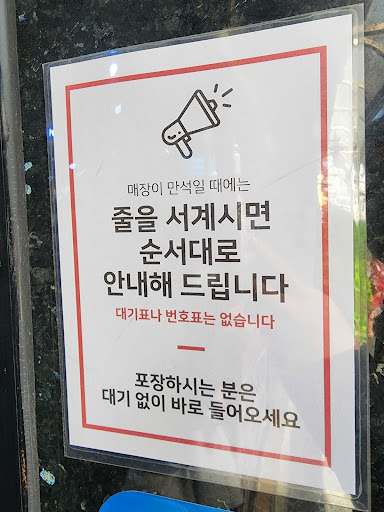 매장이 만석일 때에는
줄을 서계시면
순서대로
안내해 드립니다
대기표나 번호표는 없습니다
포장하시는 분은
대기 없이 바로 들어오세요